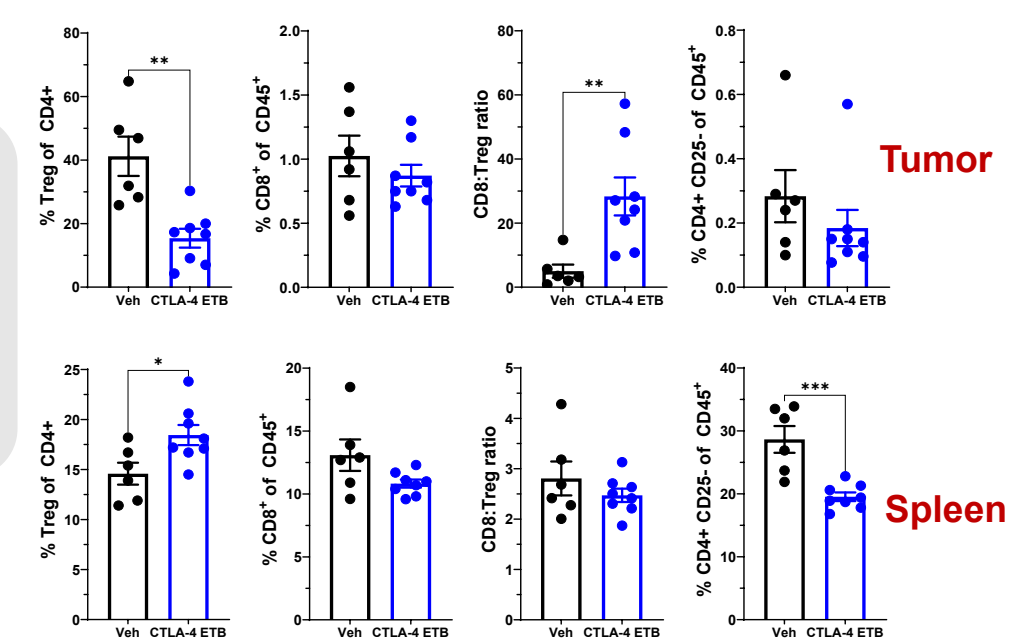 % Treg of CD4+
80
60
40
20
0
**
Veh CTLA-4 ETB
% CD8⁺ of CD45⁺
2.0
1.5
1.0
0.5
0.0
Veh CTLA-4 ETB
CD8:Treg ratio
80
60
40
20
0
**
Veh CTLA-4 ETB
% CD4+ CD25- of CD45⁺
0.8
0.6
0.4
0.2
0.0
Veh CTLA-4 ETB
Tumor
% Treg of CD4+
25
20
15
10
5
0
*
Veh CTLA-4 ETB
% CD8⁺ of CD45⁺
20
15
10
5
0
Veh CTLA-4 ETB
CD8:Treg ratio
5
4
3
2
1
0
Veh CTLA-4 ETB
% CD4+ CD25- of CD45⁺
40
30
20
10
0
***
Veh CTLA-4 ETB
Spleen